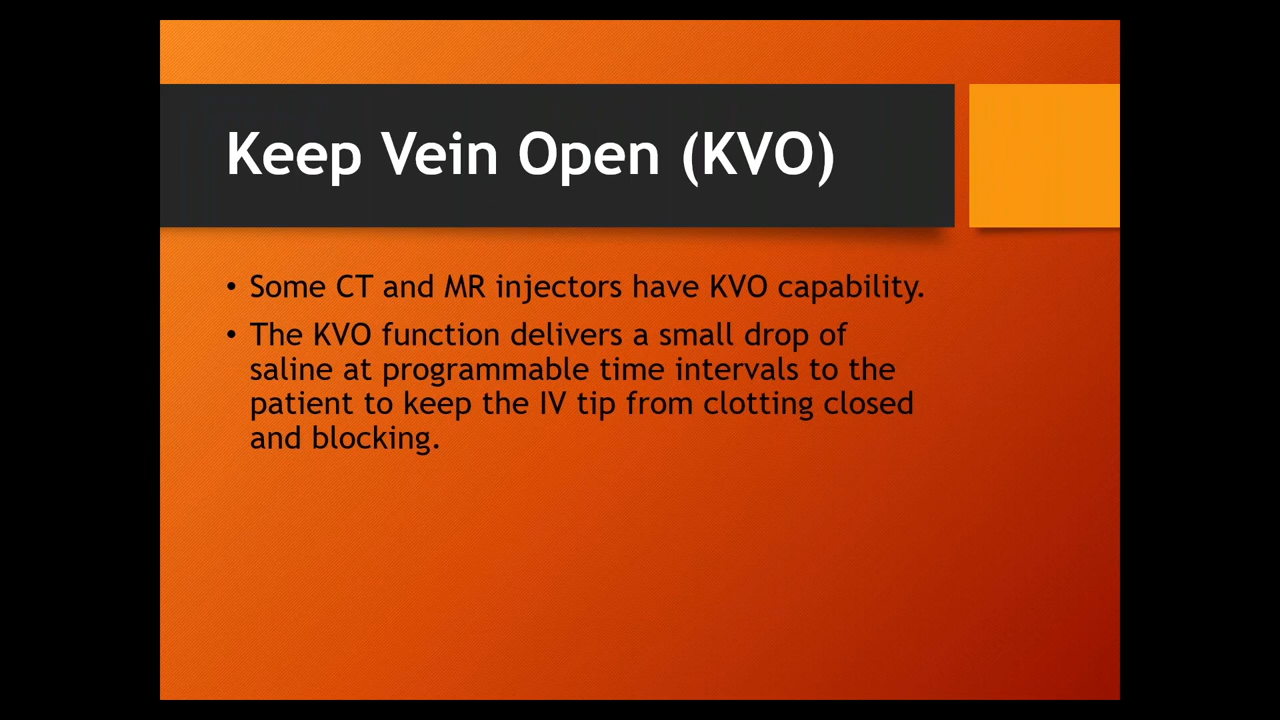 Keep Vein Open (KVO)
• Some CT and MR injectors have KVO capability.
• The KVO function delivers a small drop of
saline at programmable time intervals to the
patient to keep the IV tip from clotting closed
and blocking.